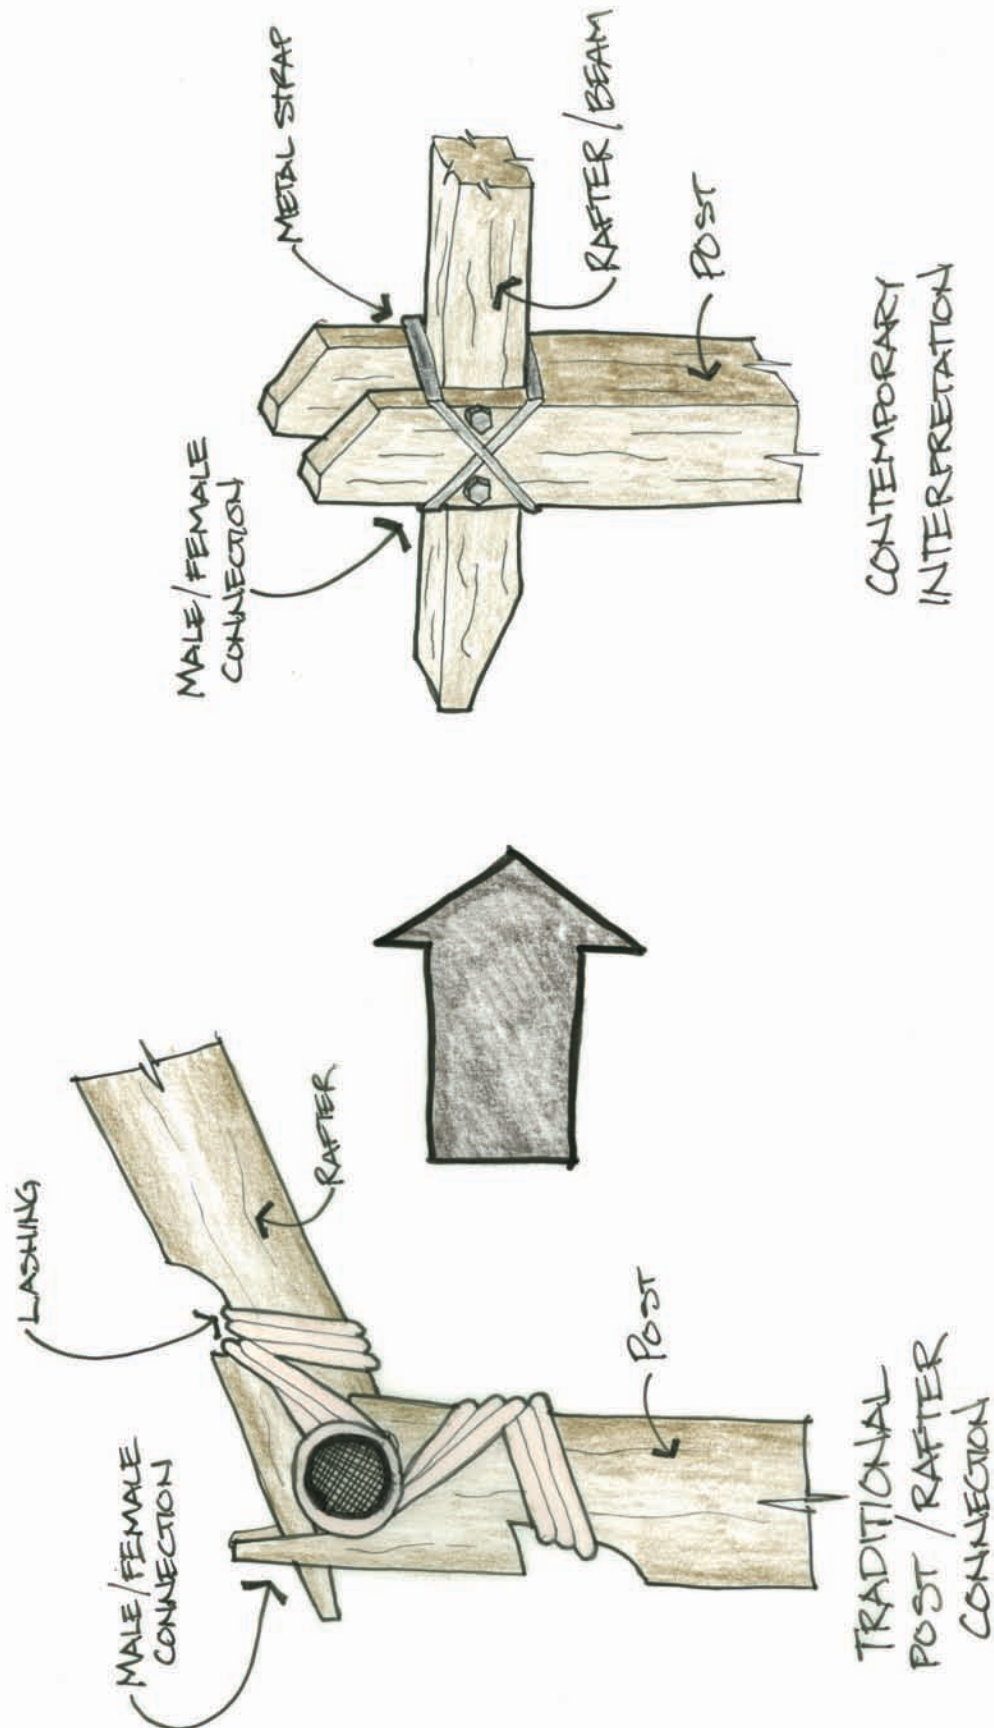 MALE/FEMALE
CONNECTION
LASHING
RAFTER
POST
TRADITIONAL
POST/RAFTER
CONNECTION
MALE/FEMALE
CONNECTION
METAL STRAP
RAFTER/BEAM
POST
CONTEMPORARY
INTERPRETATION